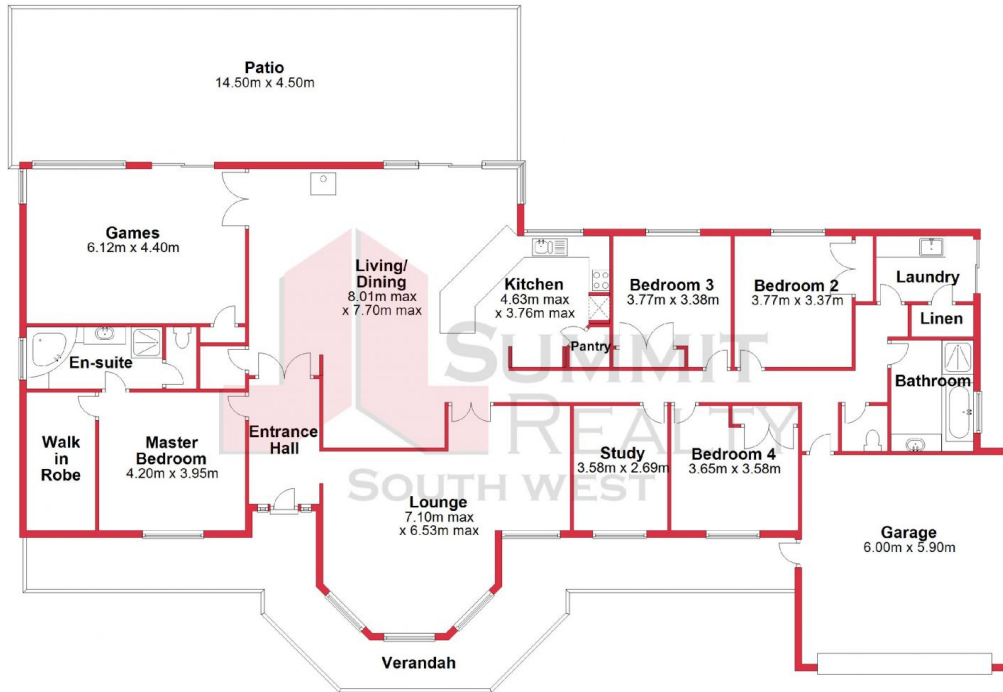 Patio
14.50m x 4.50m
Games
6.12m x 4.40m
Living/
Dining
8.01m max
x 7.70m max
Kitchen
4.63m max
x 3.76m max
Pantry
Bedroom 3
3.77m x 3.38m
Bedroom 2
3.77m x 3.37m
Laundry
Linen
En-suite
Bathroom
Walk
in
Robe
Master
Bedroom
4.20m x 3.95m
Entrance
Hall
Lounge
7.10m max
x 6.53m max
Study
3.58m x 2.69m
Bedroom 4
3.65m x 3.58m
Garage
6.00m x 5.90m
Verandah
SUMMIT
REALTY
SOUTH WEST